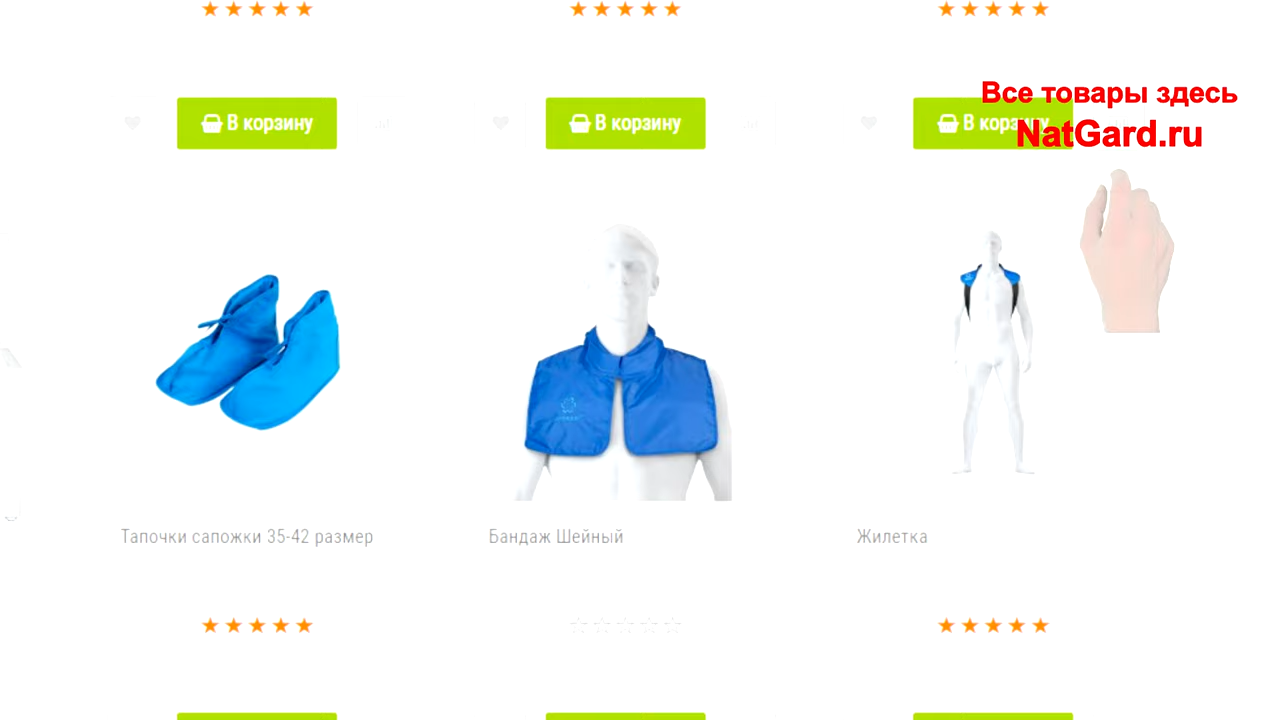 Все товары здесь
В корзину
В корзину
В корзину
NatGard.ru
Тапочки сапожки 35-42 размер
Бандаж Шейный
Жилетка